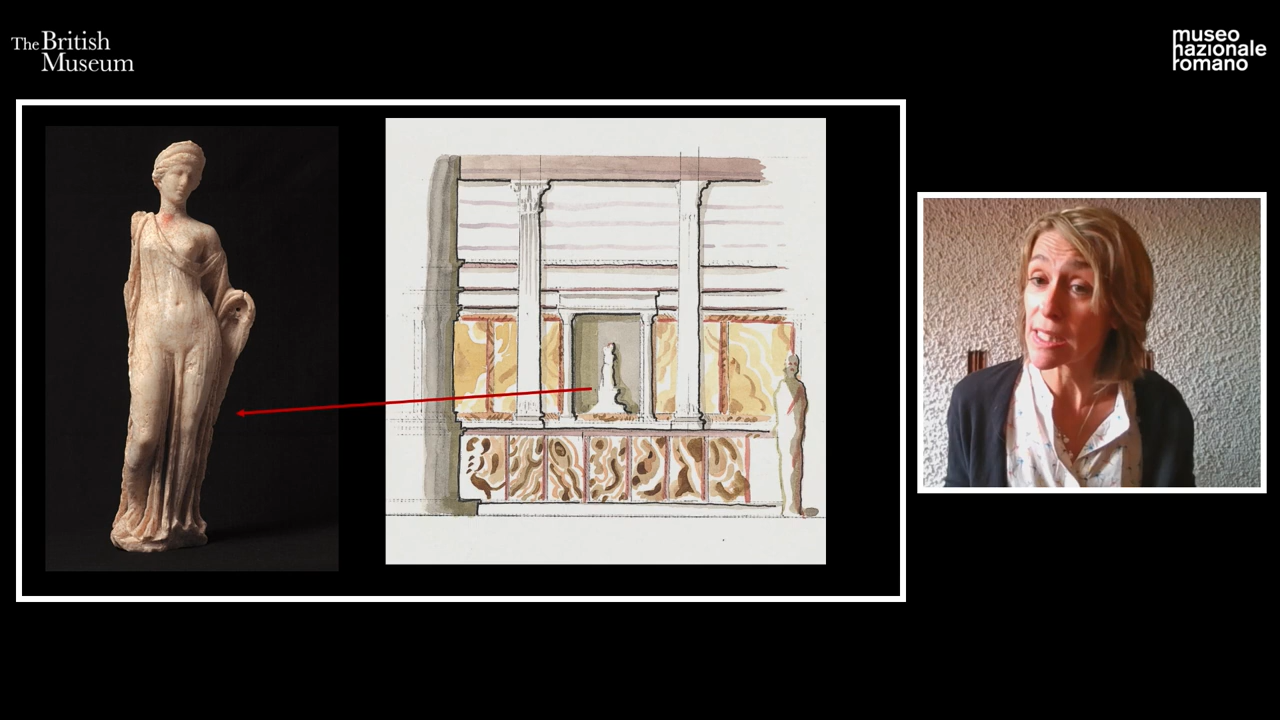 The British
Museum
museo
nazionale
romano